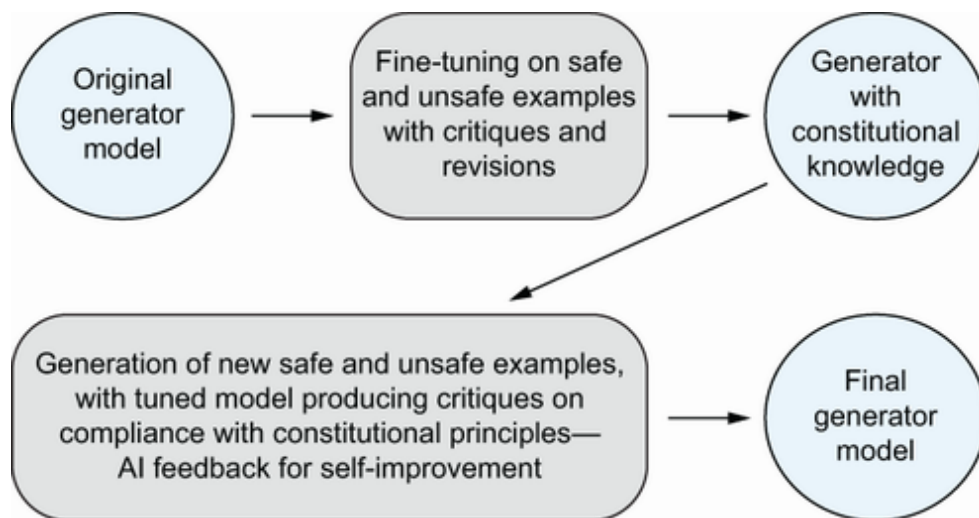 Original
generator
model
Fine-tuning on safe
and unsafe examples
with critiques and
revisions
Generator
with
constitutional
knowledge
Generation of new safe and unsafe examples,
with tuned model producing critiques on
compliance with constitutional principles—
AI feedback for self-improvement
Final
generator
model